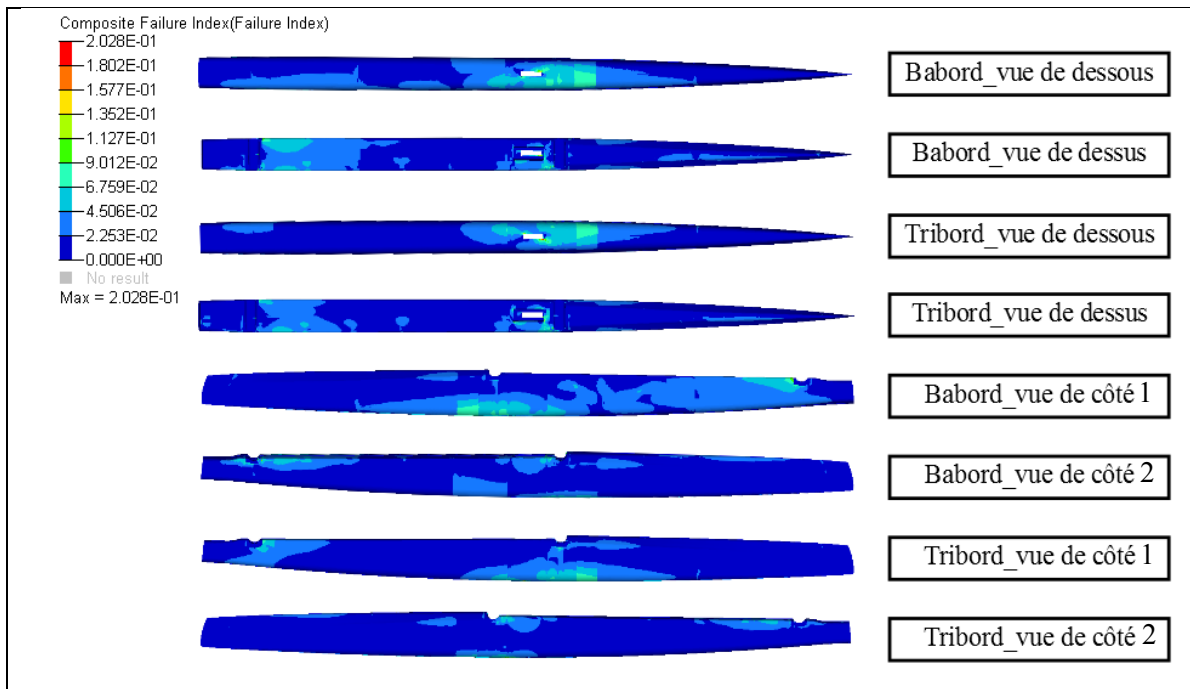 Composite Failure Index(Failure Index)
2.028E-01
1.802E-01
1.577E-01
1.352E-01
1.127E-01
9.012E-02
6.759E-02
4.506E-02
2.253E-02
0.000E+00
No result
Max = 2.028E-01
Babord_vue de dessous
Babord_vue de dessus
Tribord_vue de dessous
Tribord_vue de dessus
Babord_vue de côté 1
Babord_vue de côté 2
Tribord_vue de côté 1
Tribord_vue de côté 2